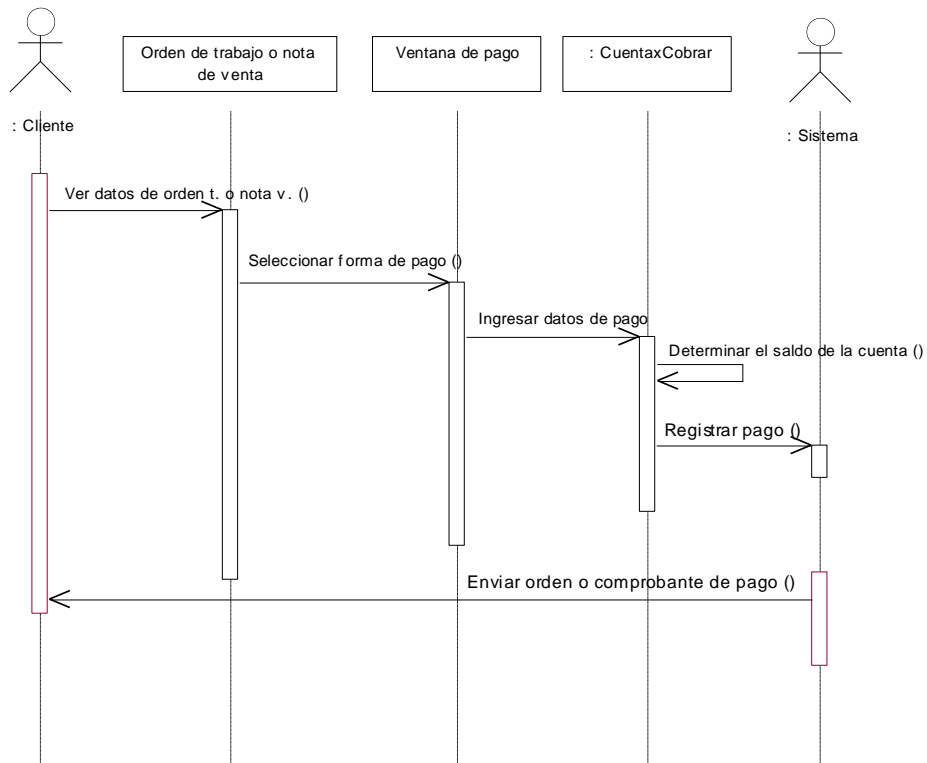 Orden de trabajo o nota
de venta
Ventana de pago
: CuentaxCobrar
: Cliente
: Sistema
Ver datos de orden t. o nota v. ()
Seleccionar forma de pago ()
Ingresar datos de pago
Determinar el saldo de la cuenta ()
Registrar pago ()
Enviar orden o comprobante de pago ()